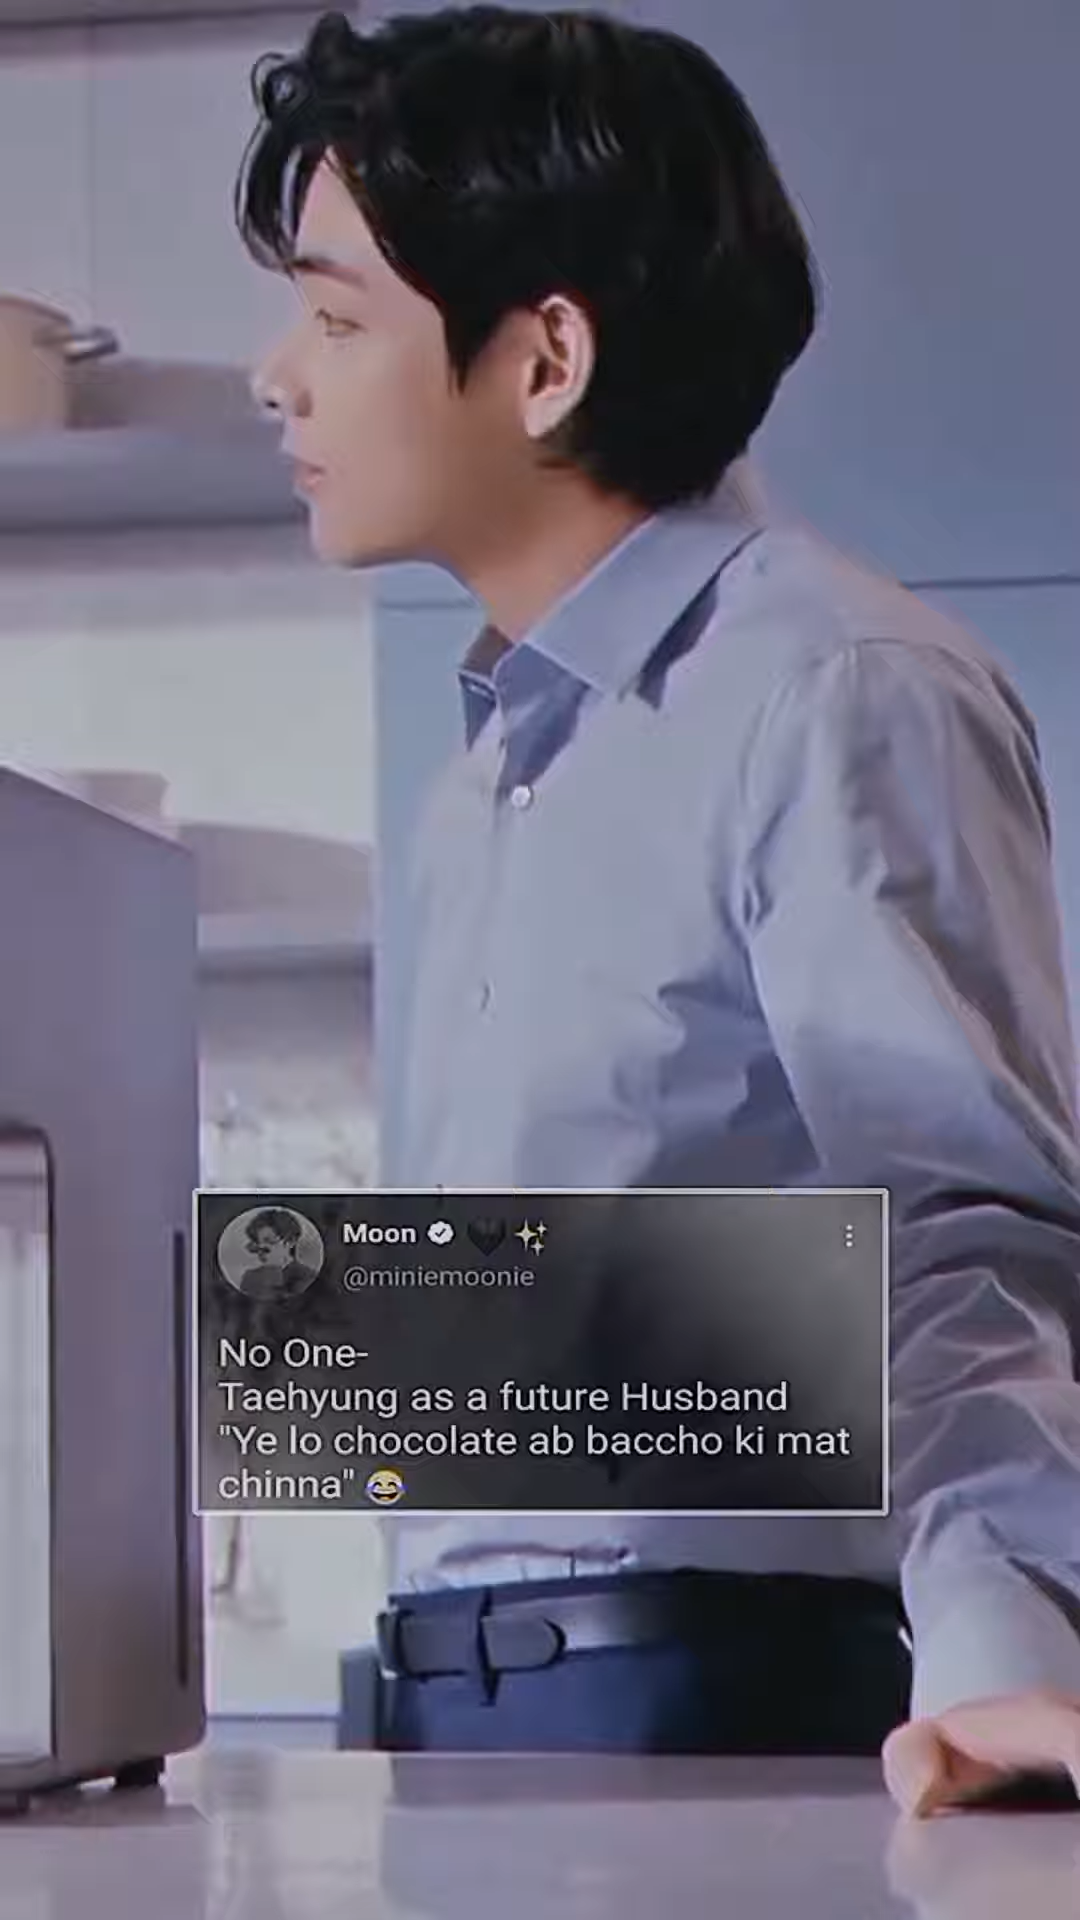 Moon
@miniemoonie
No One-
Taehyung as a future Husband
"Ye lo chocolate ab baccho ki mat
chinna" 😂